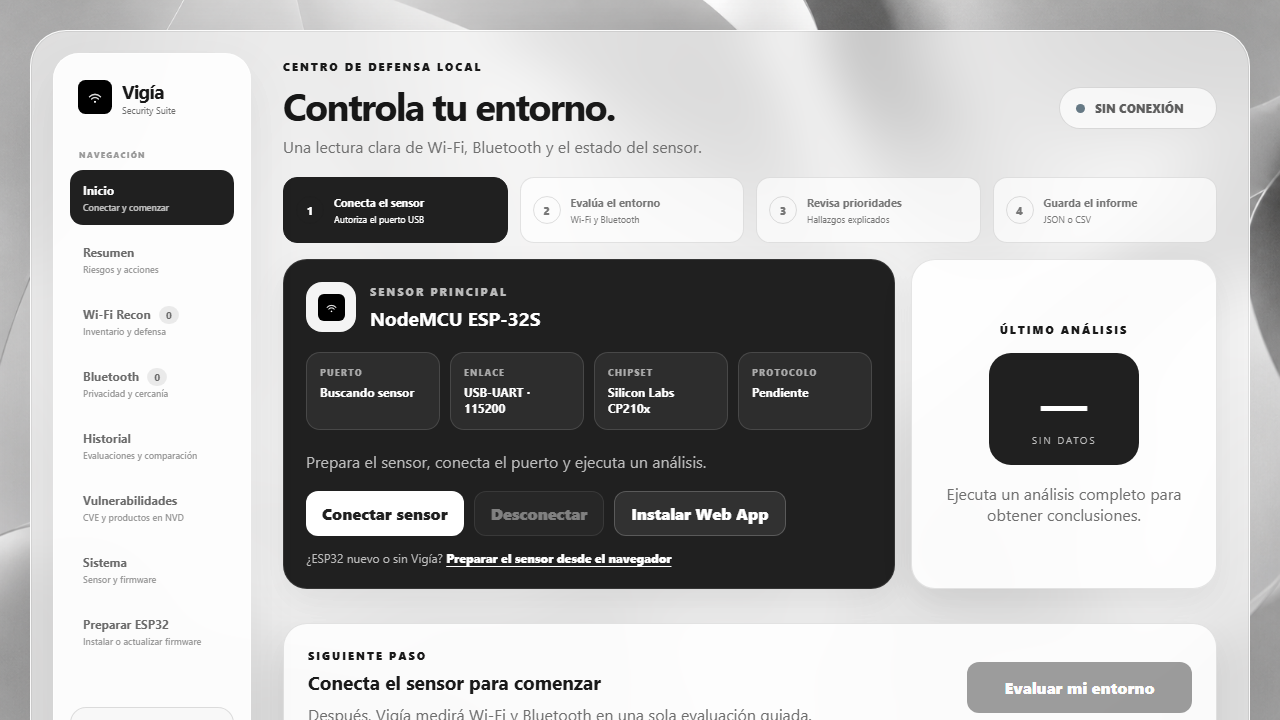 Vigía
Security Suite
NAVEGACIÓN
Inicio
Conectar y comenzar
Resumen
Riesgos y acciones
Wi-Fi Recon 0
Inventario y defensa
Bluetooth 0
Privacidad y cercanía
Historial
Evaluaciones y comparación
Vulnerabilidades
CVE y productos en NVD
Sistema
Sensor y firmware
Preparar ESP32
Instalar o actualizar firmware
CENTRO DE DEFENSA LOCAL
Controla tu entorno.
Una lectura clara de Wi-Fi, Bluetooth y el estado del sensor.
SIN CONEXIÓN
1
Conecta el sensor
Autoriza el puerto USB
2
Evalúa el entorno
Wi-Fi y Bluetooth
3
Revisa prioridades
Hallazgos explicados
4
Guarda el informe
JSON o CSV
SENSOR PRINCIPAL
NodeMCU ESP-32S
PUERTO
Buscando sensor
ENLACE
USB-UART ·
115200
CHIPSET
Silicon Labs
CP210x
PROTOCOLO
Pendiente
Prepara el sensor, conecta el puerto y ejecuta un análisis.
Conectar sensor
Desconectar
Instalar Web App
¿ESP32 nuevo o sin Vigía? Preparar el sensor desde el navegador
ÚLTIMO ANÁLISIS
—
SIN DATOS
Ejecuta un análisis completo para
obtener conclusiones.
SIGUIENTE PASO
Conecta el sensor para comenzar
Después, Vigía medirá Wi-Fi y Bluetooth en una sola evaluación guiada.
Evaluar mi entorno